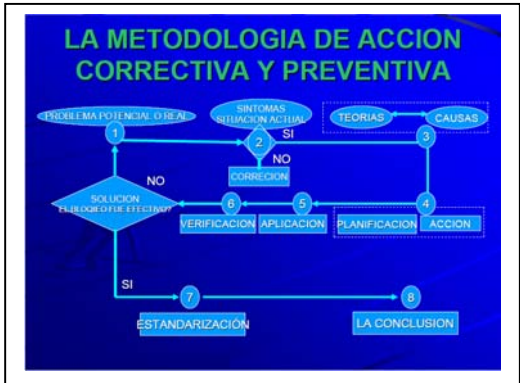 LA METODOLOGIA DE ACCION
CORRECTIVA Y PREVENTIVA
PROBLEMA POTENCIAL O REAL
1
SINTOMAS
SITUACION ACTUAL
2
SI
TEORIAS
CAUSAS
3
NO
CORRECION
NO
SOLUCION
EL BLOQUEO FUE EFECTIVO?
6
VERIFICACION
5
APLICACION
4
PLANIFICACION
ACCION
SI
7
ESTANDARIZACIÓN
8
LA CONCLUSION